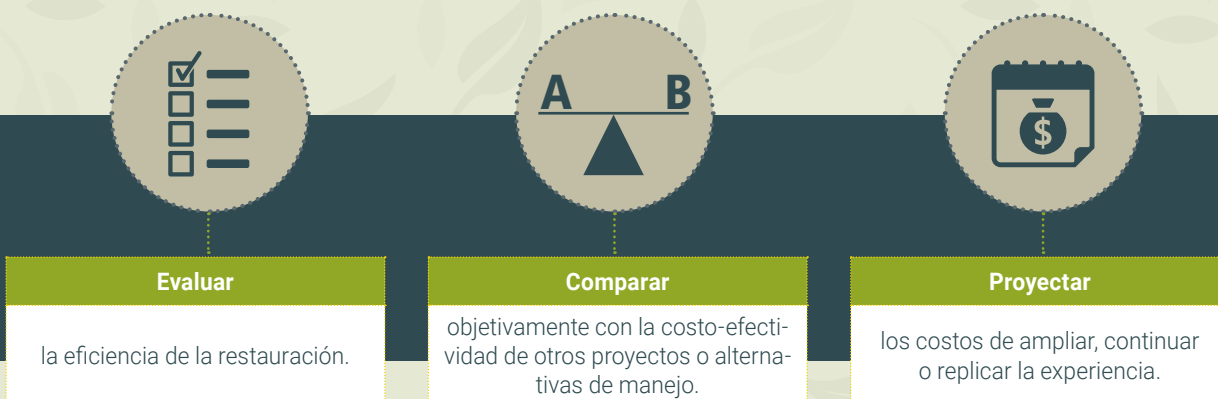 A B
$
Evaluar
la eficiencia de la restauración.
Comparar
objetivamente con la costo-efecti-
vidad de otros proyectos o alterna-
tivas de manejo.
Proyectar
los costos de ampliar, continuar
o replicar la experiencia.